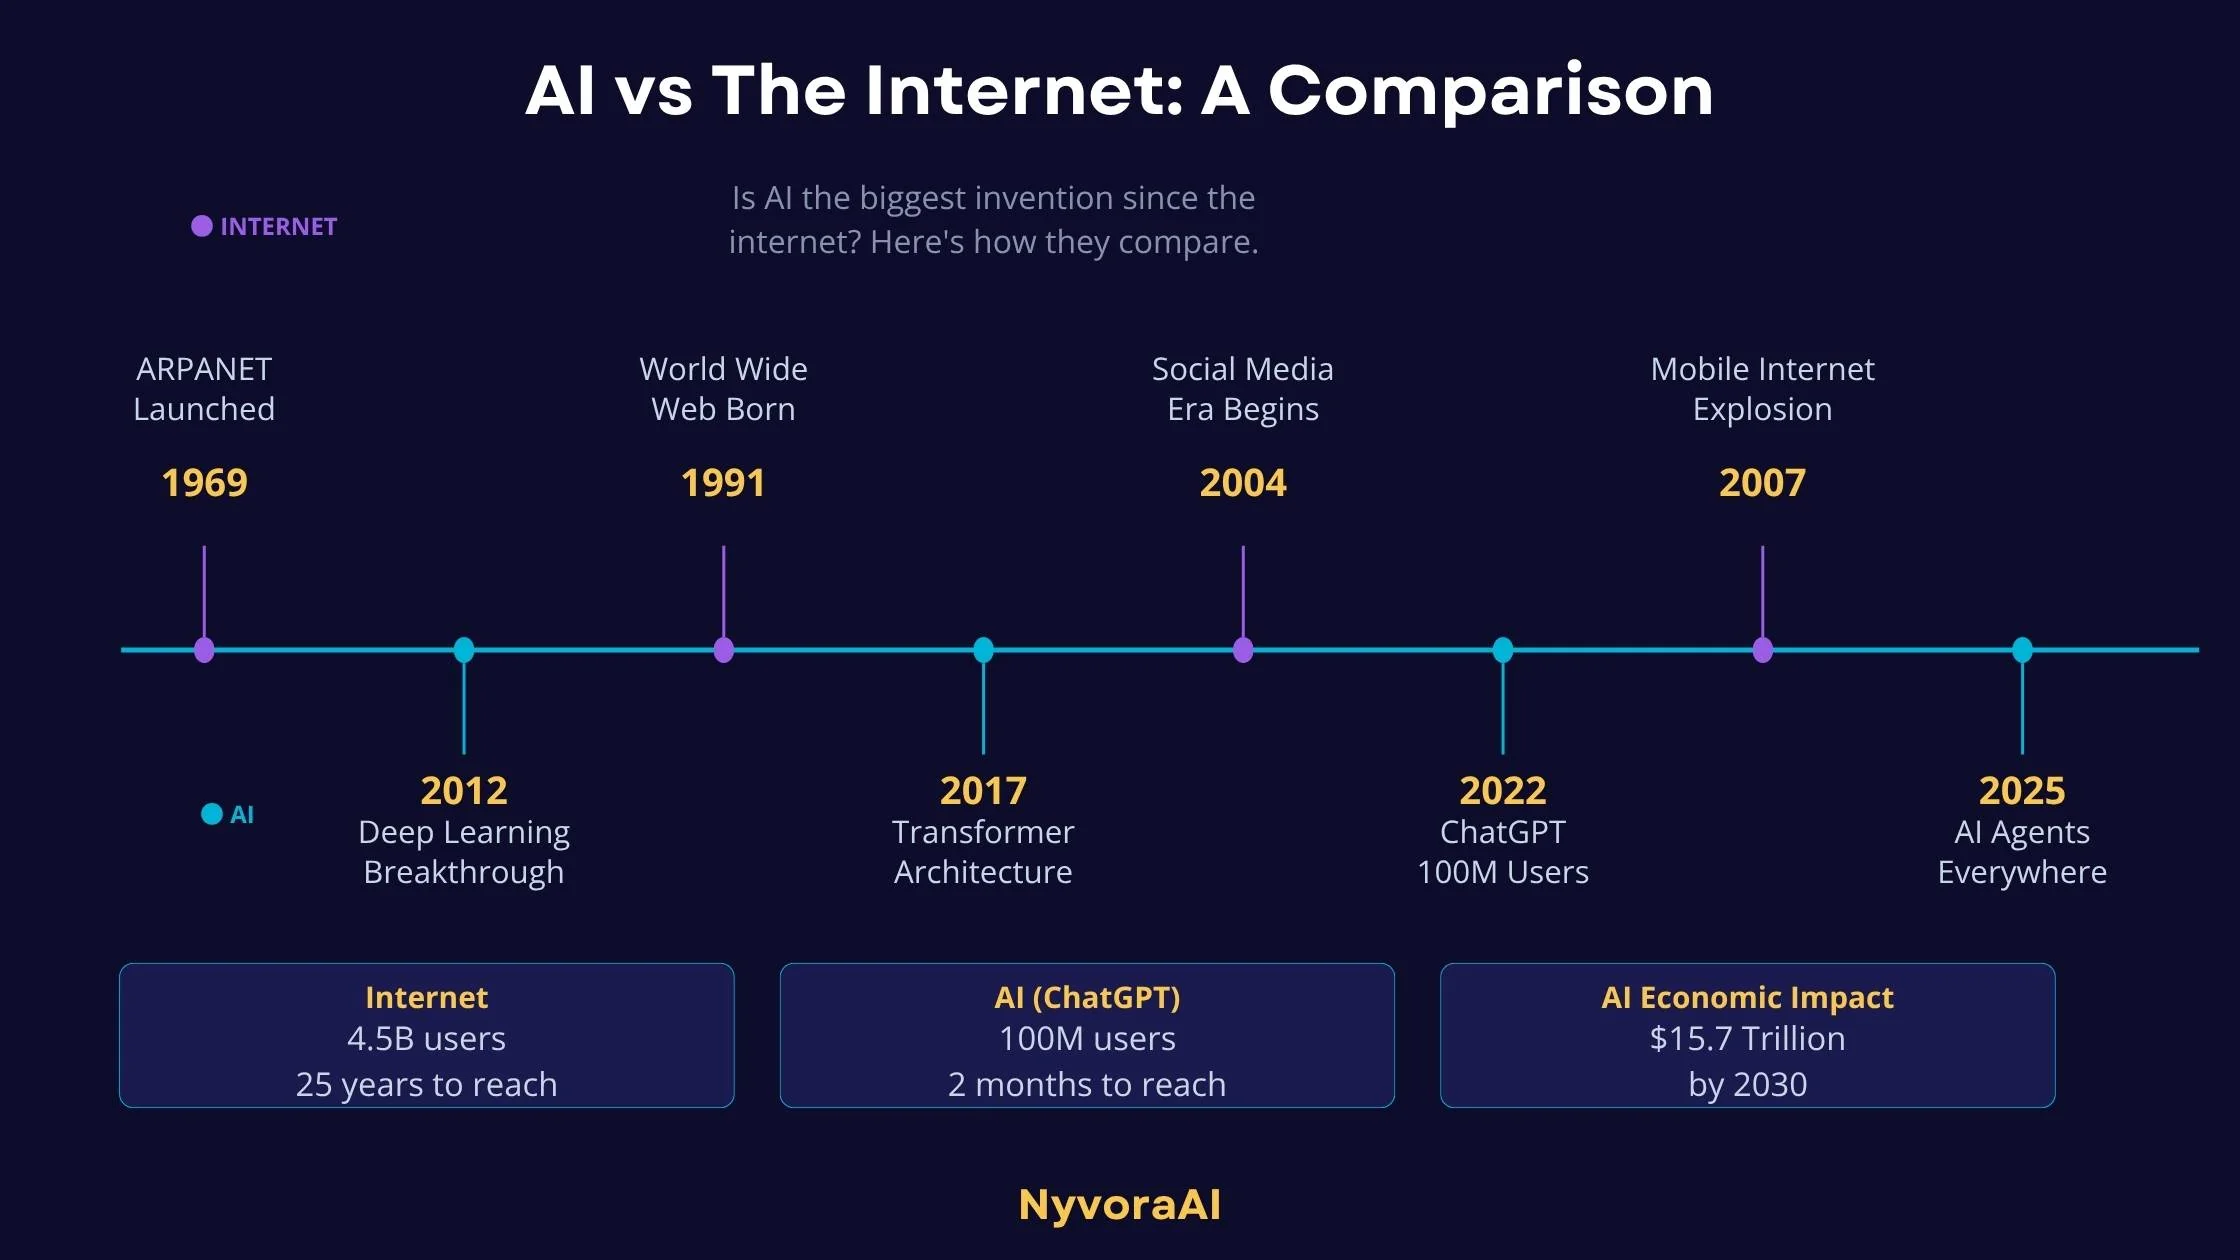 AI vs The Internet: A Comparison
Is AI the biggest invention since the
internet? Here's how they compare.
INTERNET
ARPANET
Launched
1969
World Wide
Web Born
1991
Social Media
Era Begins
2004
Mobile Internet
Explosion
2007
AI
2012
Deep Learning
Breakthrough
2017
Transformer
Architecture
2022
ChatGPT
100M Users
2025
AI Agents
Everywhere
Internet
4.5B users
25 years to reach
AI (ChatGPT)
100M users
2 months to reach
AI Economic Impact
$15.7 Trillion
by 2030
NyvoraAI